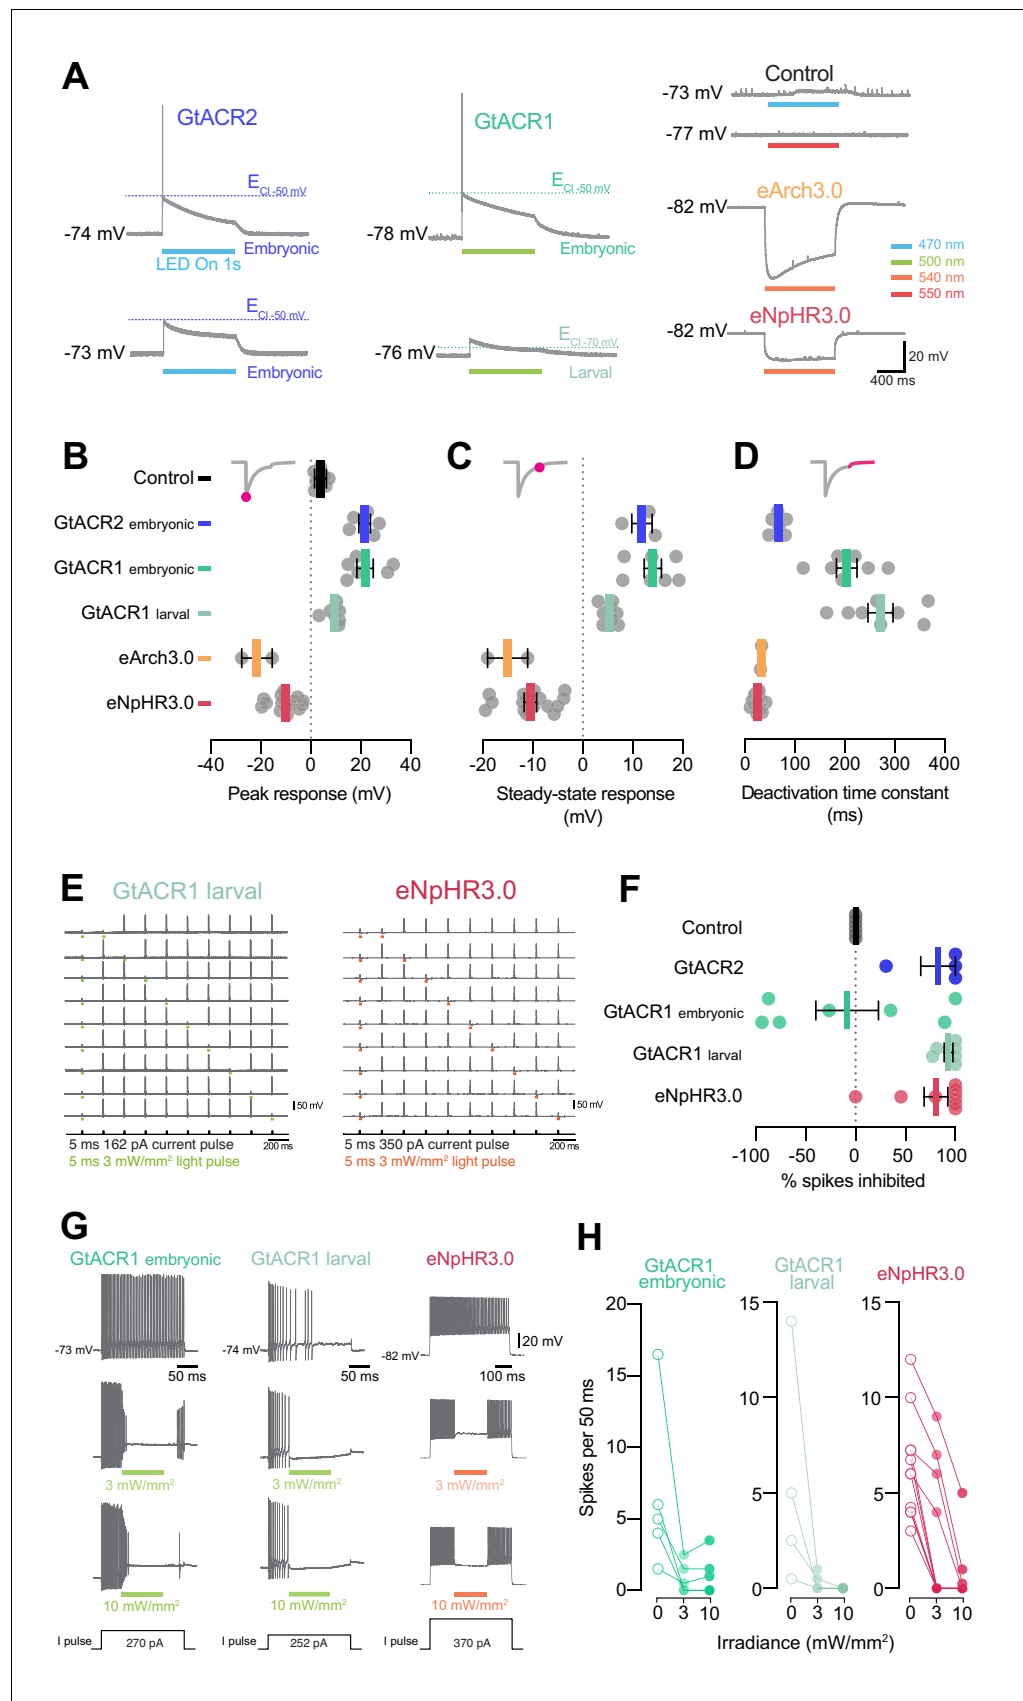 A
GtACR2
E Cl -50 mV
-74 mV
Embryonic
LED On 1s
E Cl -50 mV
-73 mV
Embryonic
GtACR1
E Cl -50 mV
-78 mV
Embryonic
E Cl -70 mV
-76 mV
Larval
Control
-73 mV
-77 mV
eArch3.0
-82 mV
470 nm
500 nm
540 nm
550 nm
eNpHR3.0
-82 mV
20 mV
400 ms
B
C
D
Control
GtACR2 embryonic
GtACR1 embryonic
GtACR1 larval
eArch3.0
eNpHR3.0
-40 -20 0 20 40
Peak response (mV)
-20 -10 0 10 20
Steady-state response
(mV)
0 100 200 300 400
Deactivation time constant
(ms)
E
GtACR1 larval
50 mV
200 ms
5 ms 162 pA current pulse
5 ms 3 mW/mm² light pulse
eNpHR3.0
50 mV
200 ms
5 ms 350 pA current pulse
5 ms 3 mW/mm² light pulse
F
Control
GtACR2
GtACR1 embryonic
GtACR1 larval
eNpHR3.0
-100 -50 0 50 100
% spikes inhibited
G
GtACR1 embryonic
-73 mV
50 ms
3 mW/mm²
10 mW/mm²
I pulse
270 pA
GtACR1 larval
-74 mV
50 ms
3 mW/mm²
10 mW/mm²
I pulse
252 pA
eNpHR3.0
20 mV
-82 mV
100 ms
3 mW/mm²
10 mW/mm²
I pulse
370 pA
H
GtACR1
embryonic
GtACR1
larval
eNpHR3.0
Spikes per 50 ms
20
15
10
5
0
0 3 10
15
10
5
0
0 3 10
15
10
5
0
0 3 10
Irradiance (mW/mm²)